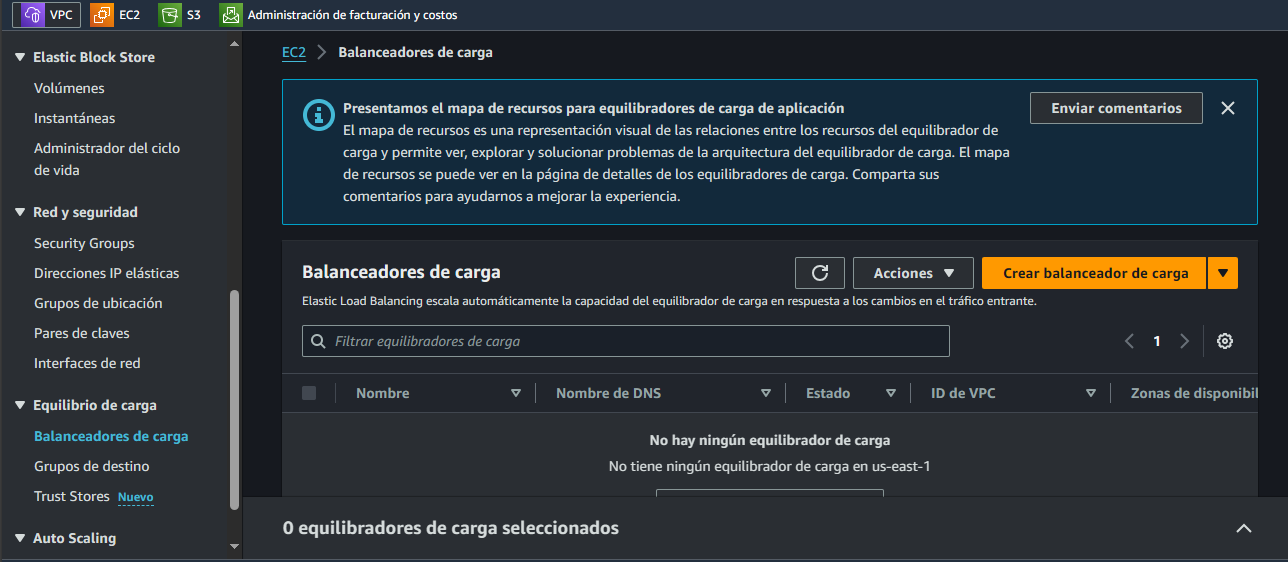 VPC EC2 S3 Administración de facturación y costos
Elastic Block Store
Volúmenes
Instantáneas
Administrador del ciclo
de vida
Red y seguridad
Security Groups
Direcciones IP elásticas
Grupos de ubicación
Pares de claves
Interfaces de red
Equilibrio de carga
Balanceadores de carga
Grupos de destino
Trust Stores Nuevo
Auto Scaling
EC2 Balanceadores de carga
Presentamos el mapa de recursos para equilibradores de carga de aplicación
El mapa de recursos es una representación visual de las relaciones entre los recursos del equilibrador de
carga y permite ver, explorar y solucionar problemas de la arquitectura del equilibrador de carga. El mapa
de recursos se puede ver en la página de detalles de los equilibradores de carga. Comparta sus
comentarios para ayudarnos a mejorar la experiencia.
Enviar comentarios
Balanceadores de carga
Acciones
Crear balanceador de carga
Elastic Load Balancing escala automáticamente la capacidad del equilibrador de carga en respuesta a los cambios en el tráfico entrante.
Filtrar equilibradores de carga
1
Nombre Nombre de DNS Estado ID de VPC Zonas de disponibil
No hay ningún equilibrador de carga
No tiene ningún equilibrador de carga en us-east-1
0 equilibradores de carga seleccionados